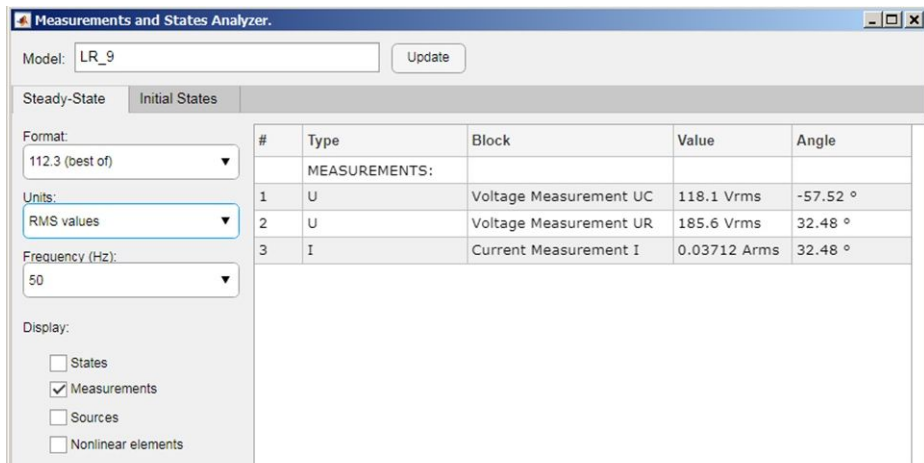 Measurements and States Analyzer.
Model: LR_9 Update
Steady-State Initial States
Format:
112.3 (best of)
Units:
RMS values
Frequency (Hz):
50
Display:
States
Measurements
Sources
Nonlinear elements
# Type Block Value Angle
MEASUREMENTS:
1 U Voltage Measurement UC 118.1 Vrms -57.52 °
2 U Voltage Measurement UR 185.6 Vrms 32.48 °
3 I Current Measurement I 0.03712 Arms 32.48 °